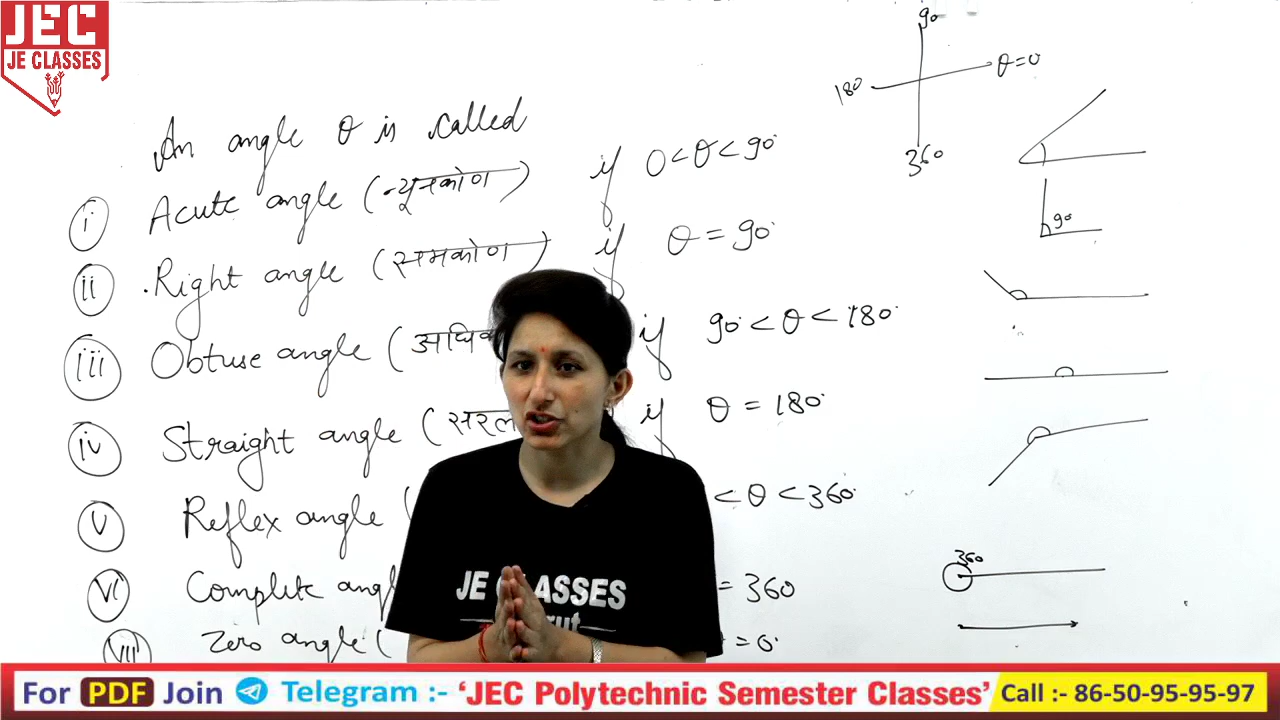 JEC
JE CLASSES
90
180
θ=0
360
An angle θ is called
i Acute angle (न्यूनकोण) if 0<θ<90°
ii .Right angle (समकोण) if θ = 90°
iii Obtuse angle ( if 90° < θ < 180°
iv Straight angle (सरल if θ = 180°
v Reflex angle ( < θ < 360°
vi Complete = 360
vii Zero angle ( = 0°
90
360
JE CLASSES
For PDF Join Telegram :- ‘JEC Polytechnic Semester Classes’ Call :- 86-50-95-95-97